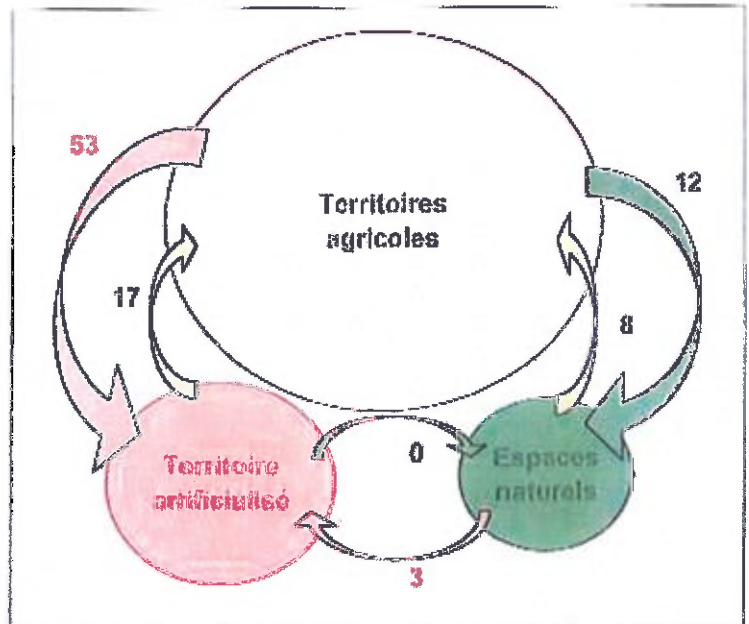 53
12
Territoires
agricoles
17
8
0
Territoire
artificialisé
Espaces
naturels
3